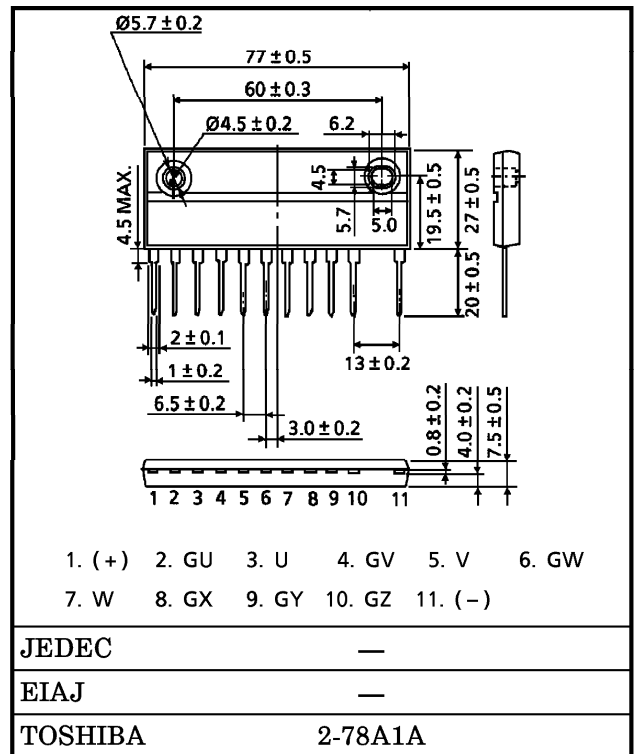 Ø5.7 ± 0.2
77 ± 0.5
60 ± 0.3
Ø4.5 ± 0.2
6.2
4.5 MAX.
4.5
5.7
5.0
19.5 ± 0.5
27 ± 0.5
20 ± 0.5
2 ± 0.1
13 ± 0.2
1 ± 0.2
6.5 ± 0.2
3.0 ± 0.2
0.8 ± 0.2
4.0 ± 0.2
7.5 ± 0.5
1 2 3 4 5 6 7 8 9 10 11
1. (+) 2. GU 3. U 4. GV 5. V 6. GW
7. W 8. GX 9. GY 10. GZ 11. (−)
JEDEC —
EIAJ —
TOSHIBA 2-78A1A